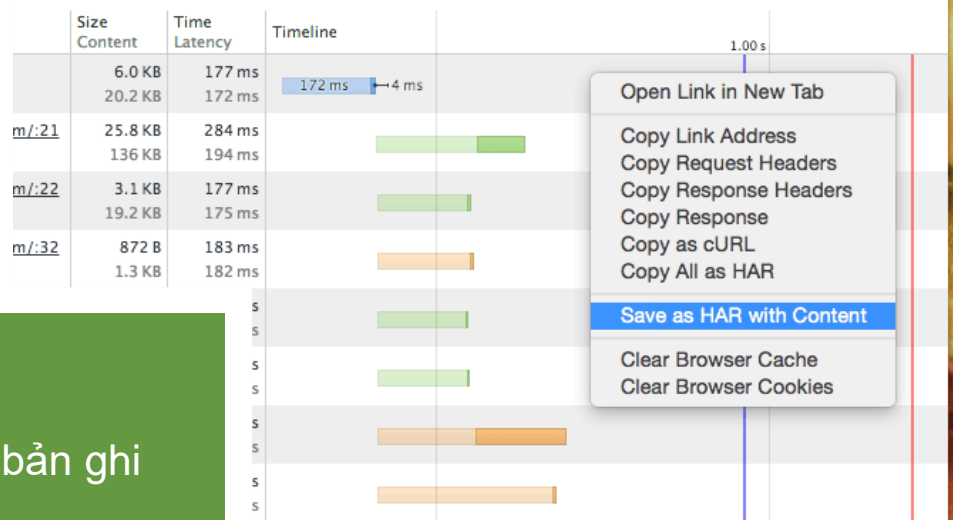 Size Time
Content Latency Timeline
1.00 s
6.0 KB 177 ms
20.2 KB 172 ms 172 ms 4 ms
m/:21 25.8 KB 284 ms
136 KB 194 ms
m/:22 3.1 KB 177 ms
19.2 KB 175 ms
m/:32 872 B 183 ms
1.3 KB 182 ms
s
s
s
s
s
s
s
s
Open Link in New Tab
Copy Link Address
Copy Request Headers
Copy Response Headers
Copy Response
Copy as cURL
Copy All as HAR
Save as HAR with Content
Clear Browser Cache
Clear Browser Cookies
bản ghi